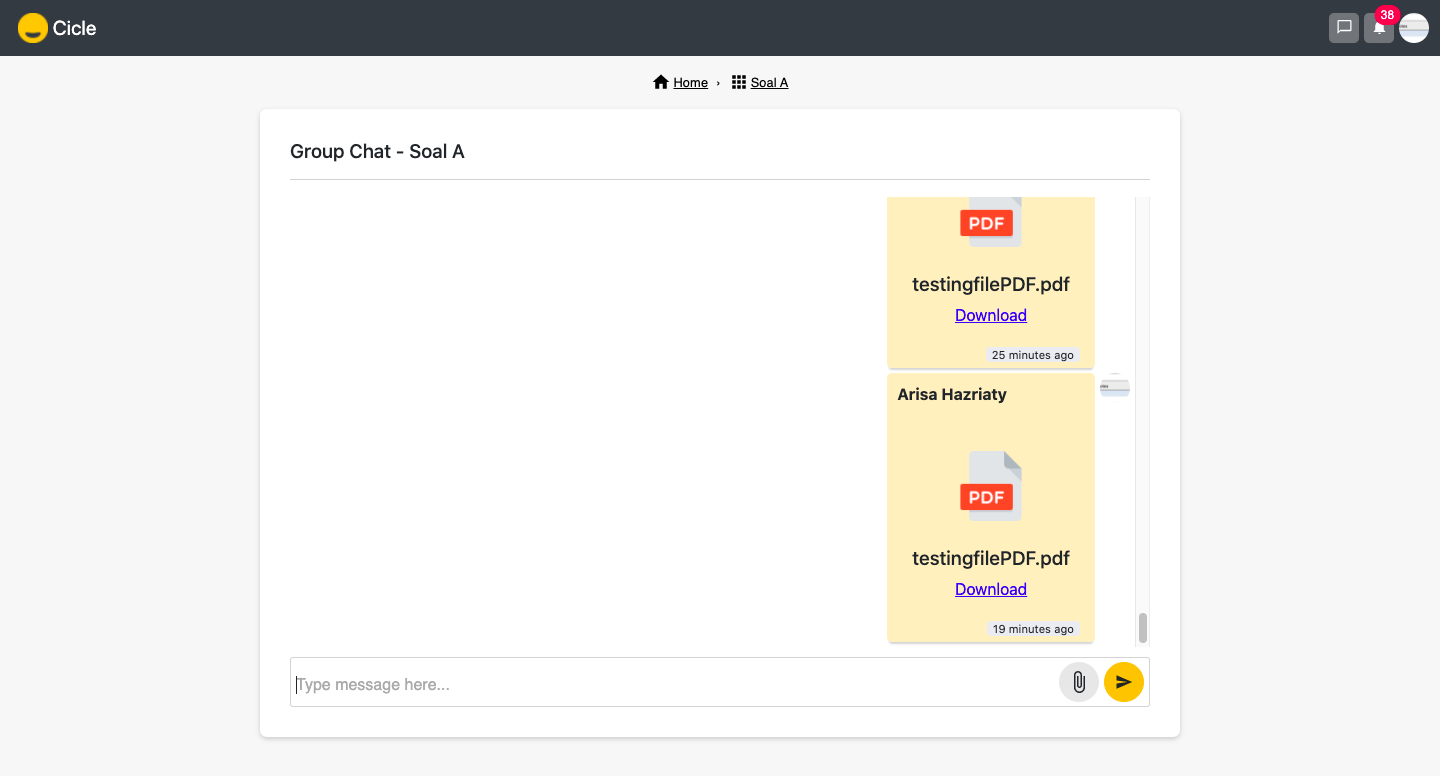 Cicle
38
Home › Soal A
Group Chat - Soal A
PDF
testingfilePDF.pdf
Download
25 minutes ago
Arisa Hazriaty
PDF
testingfilePDF.pdf
Download
19 minutes ago
Type message here...